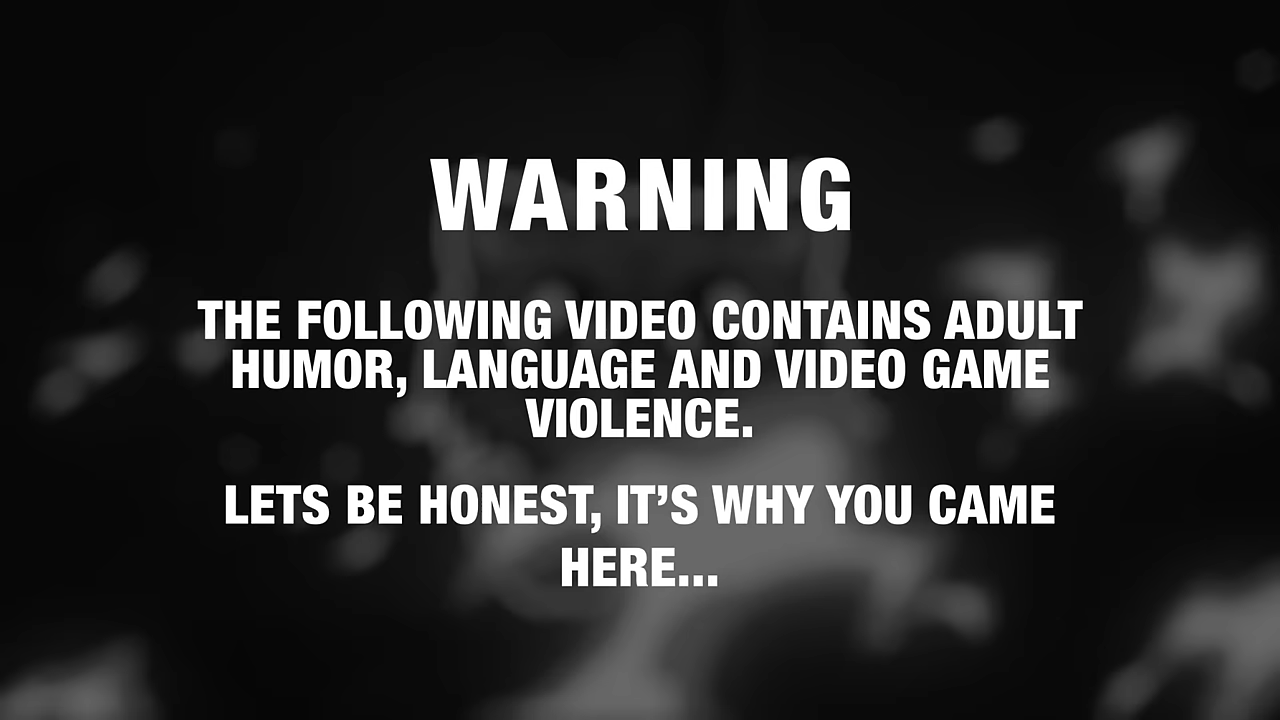 WARNING
THE FOLLOWING VIDEO CONTAINS ADULT
HUMOR, LANGUAGE AND VIDEO GAME
VIOLENCE.
LETS BE HONEST, IT’S WHY YOU CAME
HERE...